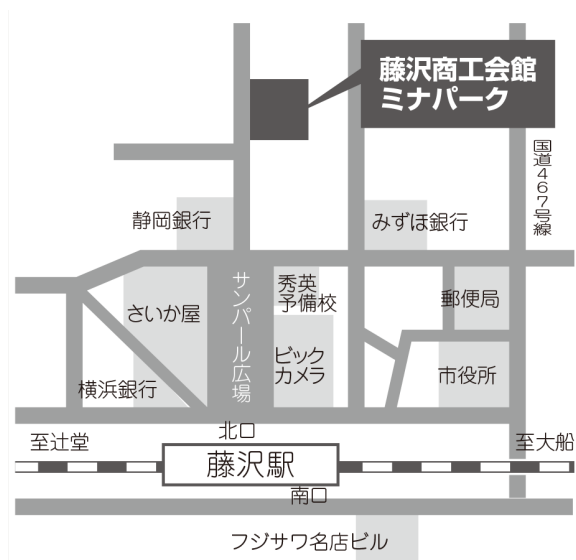 藤沢商工会館
ミナパーク
国道467号線
静岡銀行
みずほ銀行
サンパール広場
秀英
予備校
さいか屋
郵便局
ビック
カメラ
横浜銀行
市役所
北口
至辻堂
藤沢駅
至大船
南口
フジサワ名店ビル